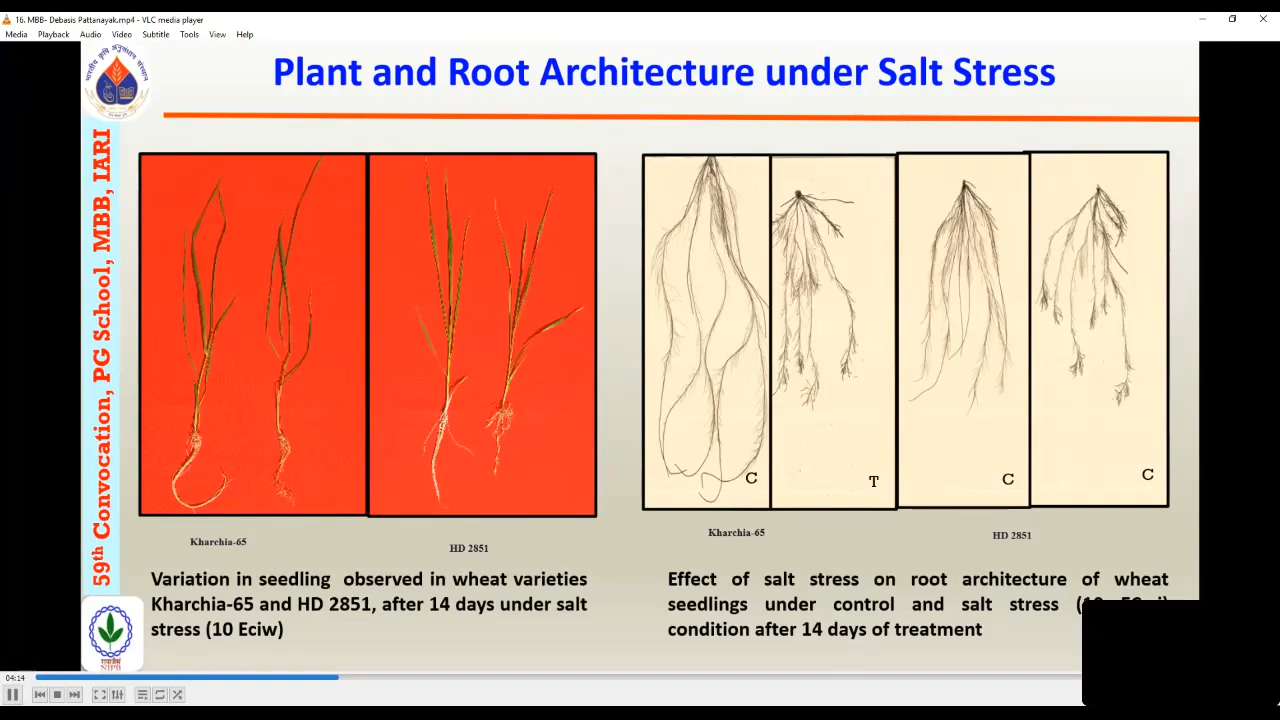 16. MBB- Debasis Pattanayak.mp4 - VLC media player
Media Playback Audio Video Subtitle Tools View Help
Plant and Root Architecture under Salt Stress
59th Convocation, PG School, MBB, IARI
C
T
C
C
Kharchia-65
HD 2851
Kharchia-65
HD 2851
Variation in seedling observed in wheat varieties
Kharchia-65 and HD 2851, after 14 days under salt
stress (10 Eciw)
Effect of salt stress on root architecture of wheat
seedlings under control and salt stress
condition after 14 days of treatment
NIPB
04:14